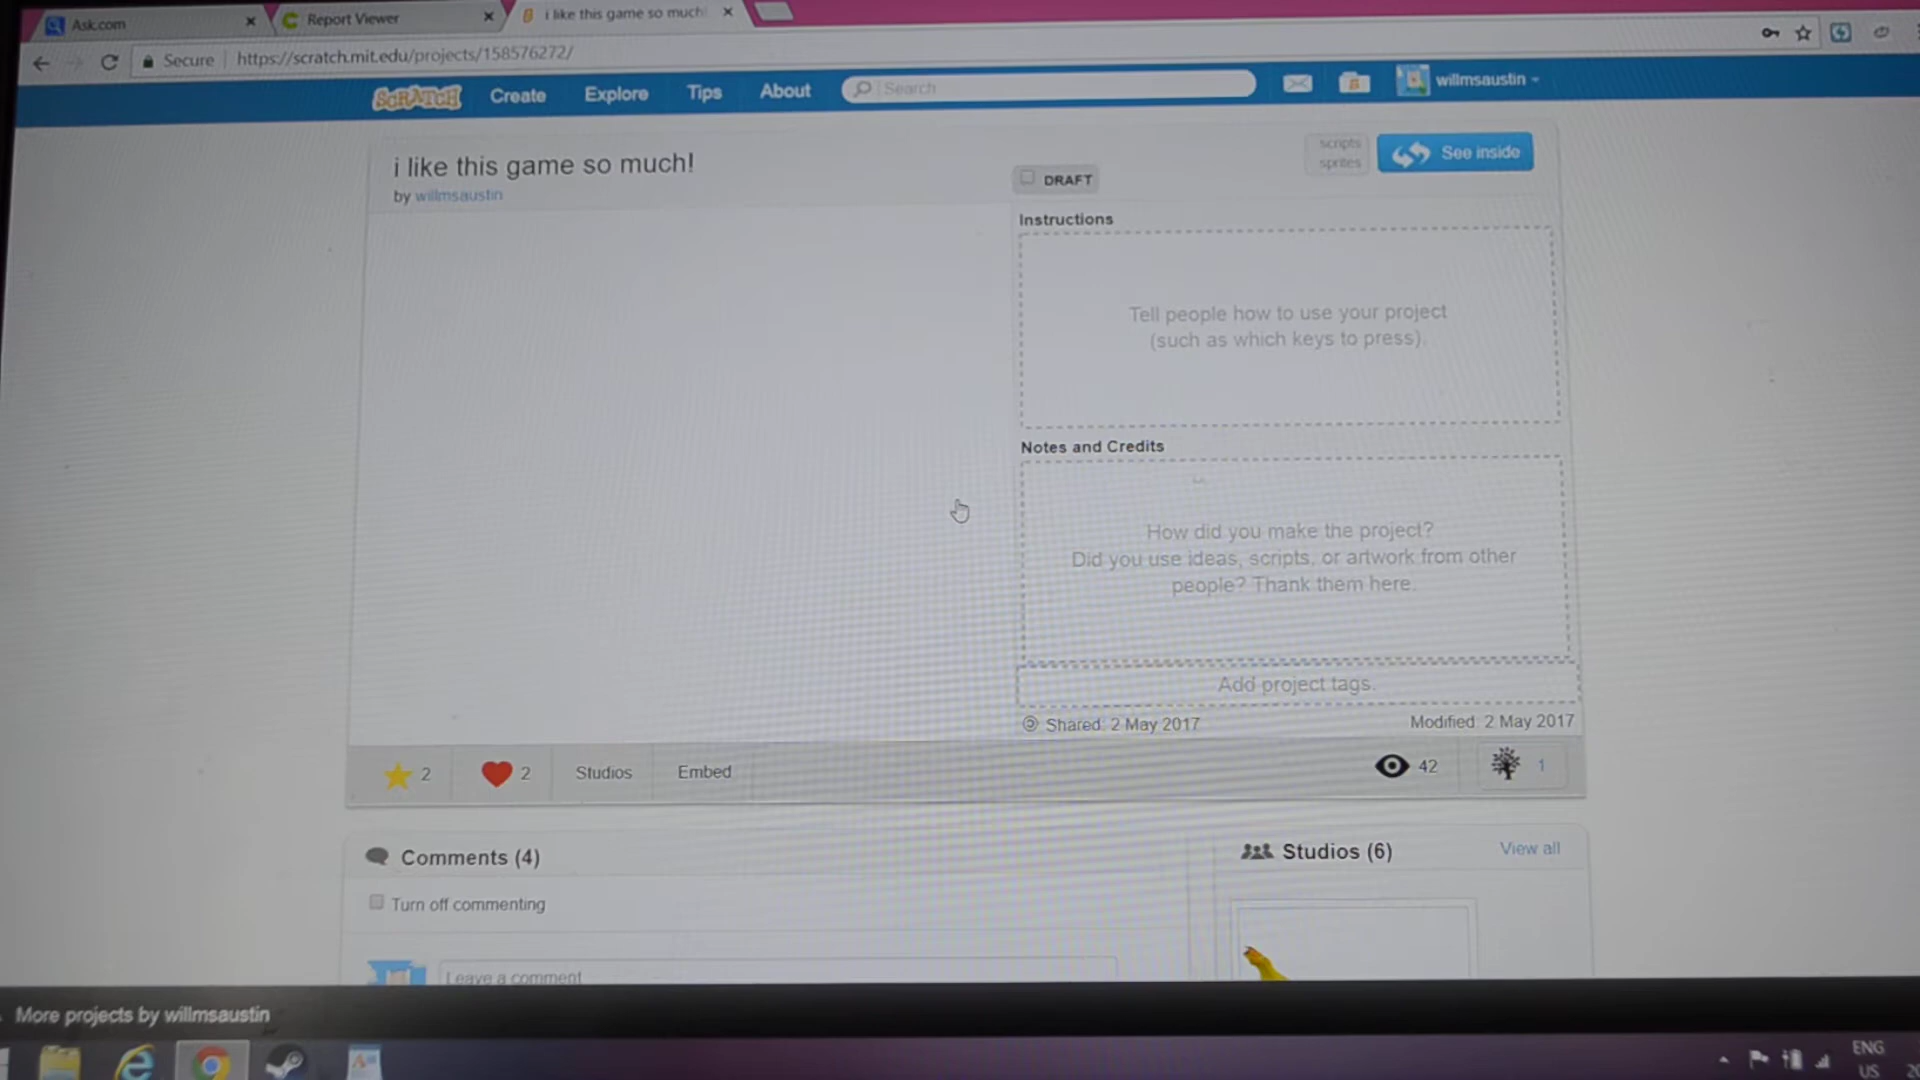 Ask.com
Report Viewer
i like this game so much!
Secure https://scratch.mit.edu/projects/158576272/
SCRATCH Create Explore Tips About Search willmsaustin
i like this game so much!
by willmsaustin
DRAFT
scripts
sprites
See inside
Instructions
Tell people how to use your project
(such as which keys to press).
Notes and Credits
How did you make the project?
Did you use ideas, scripts, or artwork from other
people? Thank them here.
Add project tags.
Shared: 2 May 2017 Modified: 2 May 2017
2 2 Studios Embed 42 1
Comments (4)
Studios (6) View all
Turn off commenting
Leave a comment
More projects by willmsaustin
ENG
US